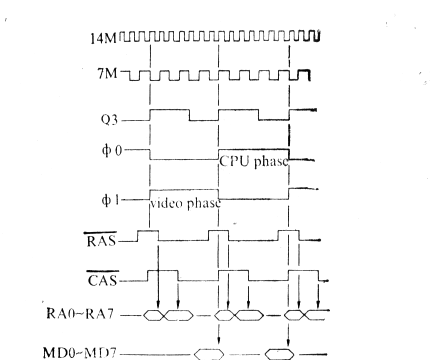 14M
7M
Q3
ϕ0
CPU phase
ϕ1
video phase
RAS
CAS
RA0~RA7
MD0~MD7